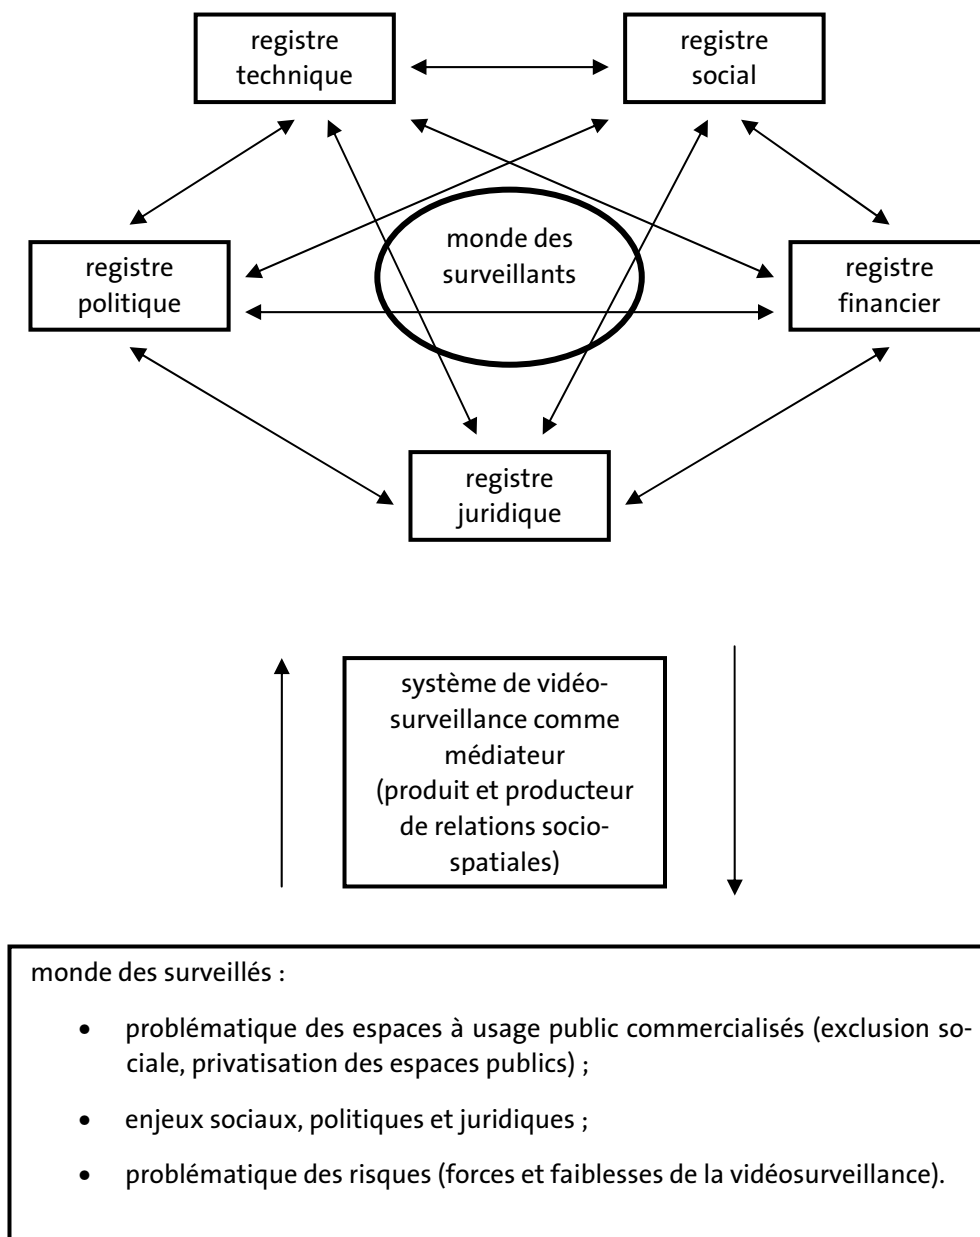 registre
technique
registre
social
monde des
surveillants
registre
politique
registre
financier
registre
juridique
système de vidéo-
surveillance comme
médiateur
(produit et producteur
de relations socio-
spatiales)
monde des surveillés :
• problématique des espaces à usage public commercialisés (exclusion so-
ciale, privatisation des espaces publics) ;
• enjeux sociaux, politiques et juridiques ;
• problématique des risques (forces et faiblesses de la vidéosurveillance).